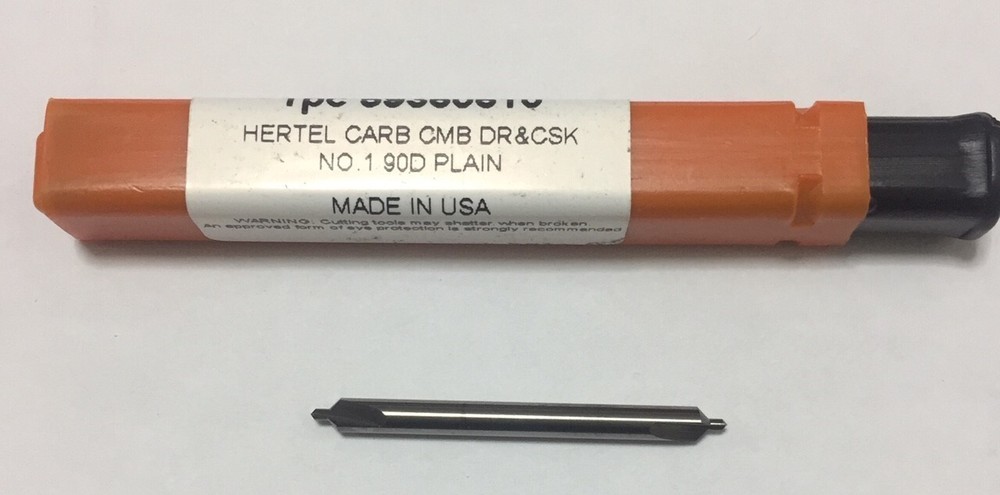 HERTEL CARB CMB DR&CSK
NO.1 90D PLAIN
MADE IN USA
WARNING: Cutting tools may shatter when broken
An approved form of eye protection is strongly recommended